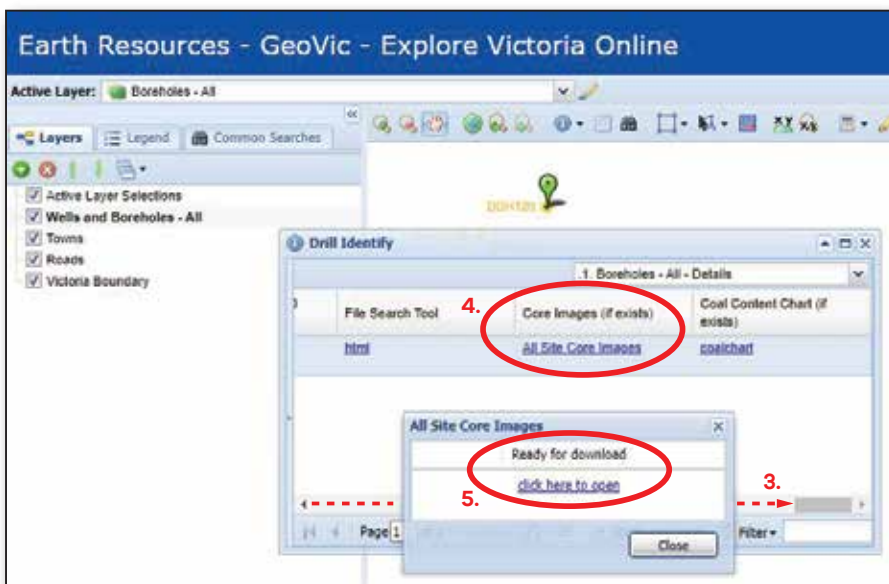 Earth Resources - GeoVic - Explore Victoria Online
Active Layer: Boreholes - All
Layers Legend Common Searches
Active Layer Selections
Wells and Boreholes - All
Towns
Roads
Victoria Boundary
Drill Identify
.1. Boreholes - All - Details
File Search Tool
4.
Core Images (if exists)
Coal Content Chart (if
exists)
html
All Site Core Images
coalchart
All Site Core Images
Ready for download
click here to open
5.
3.
Page 1
Filter
Close